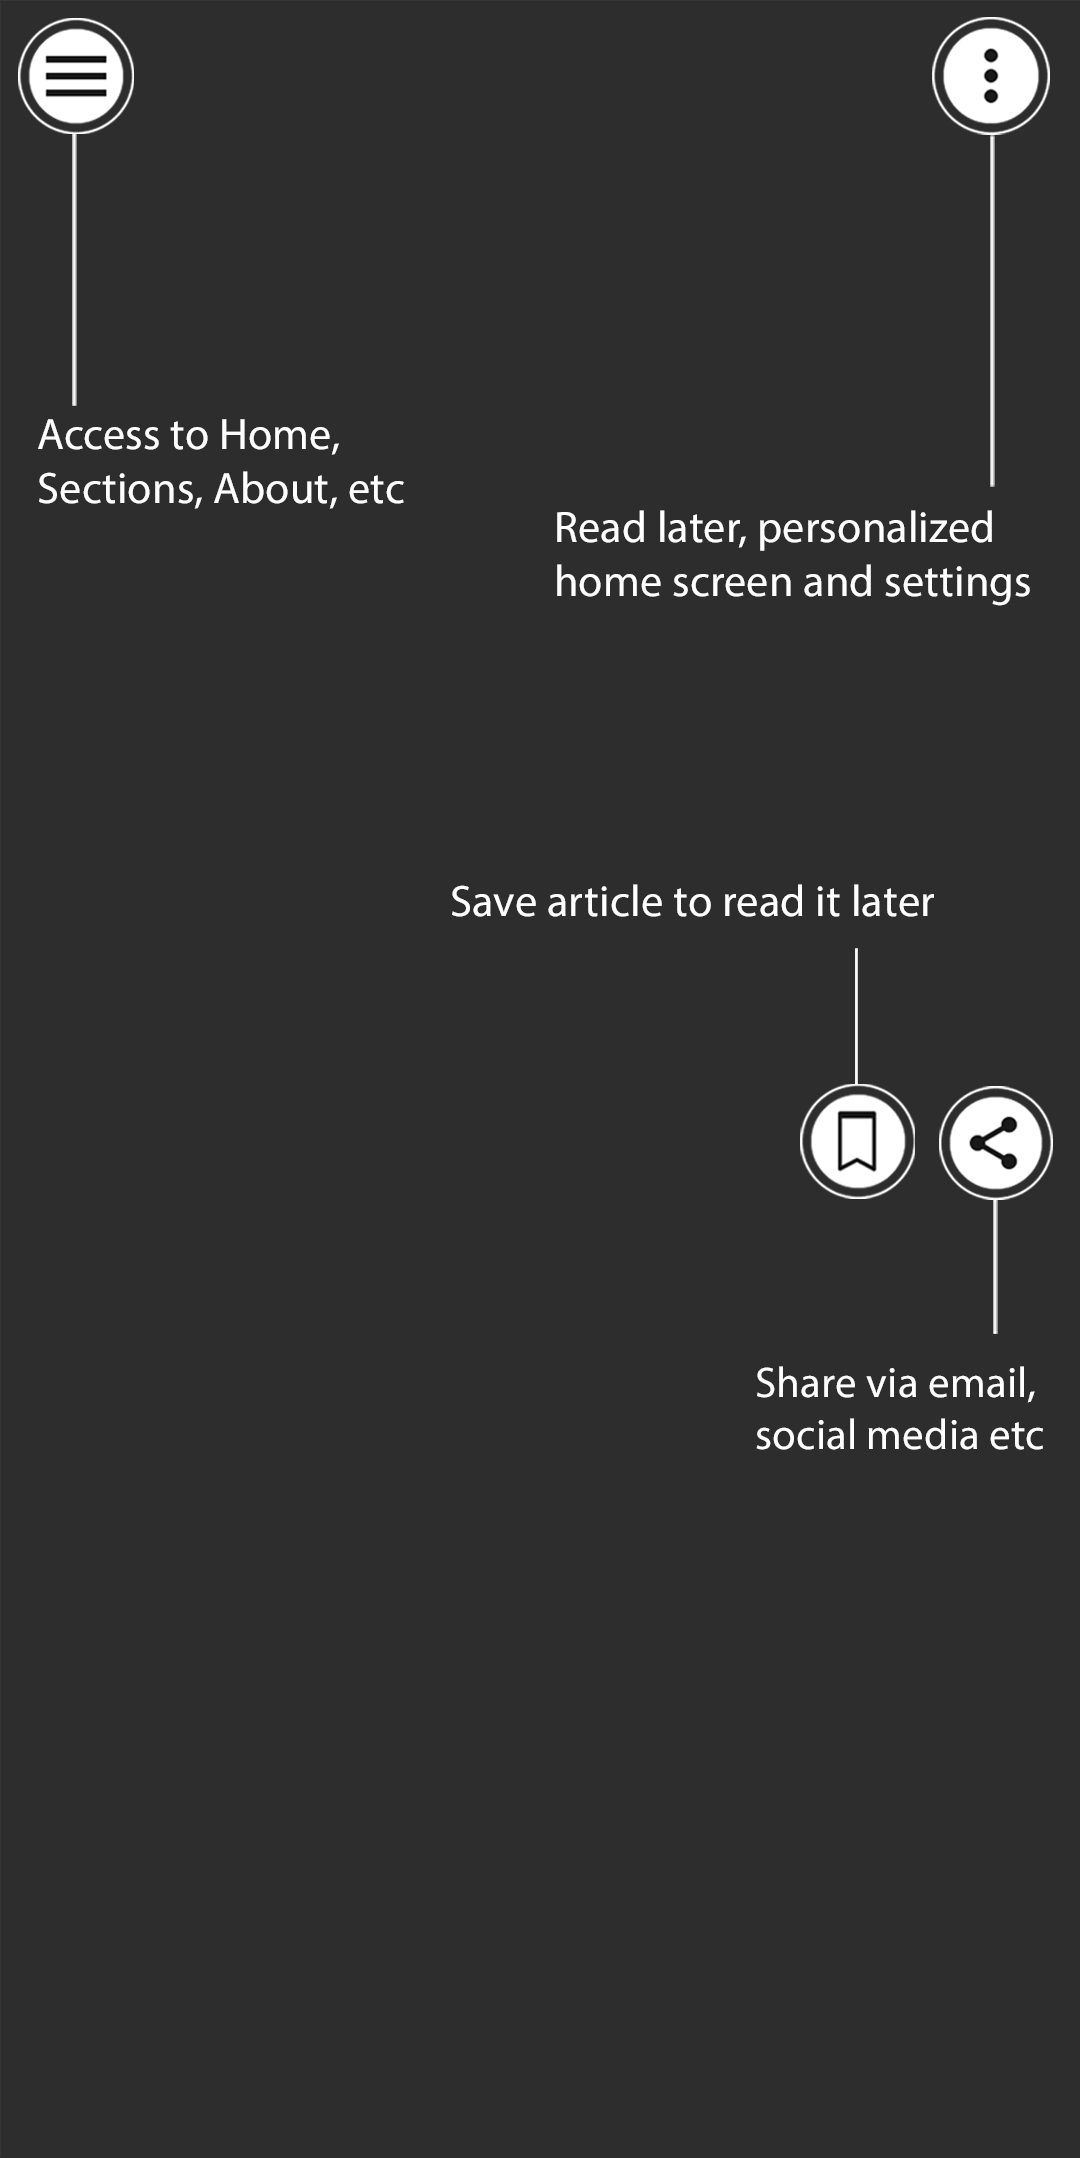 Access to Home,
Sections, About, etc
Read later, personalized
home screen and settings
Save article to read it later
Share via email,
social media etc